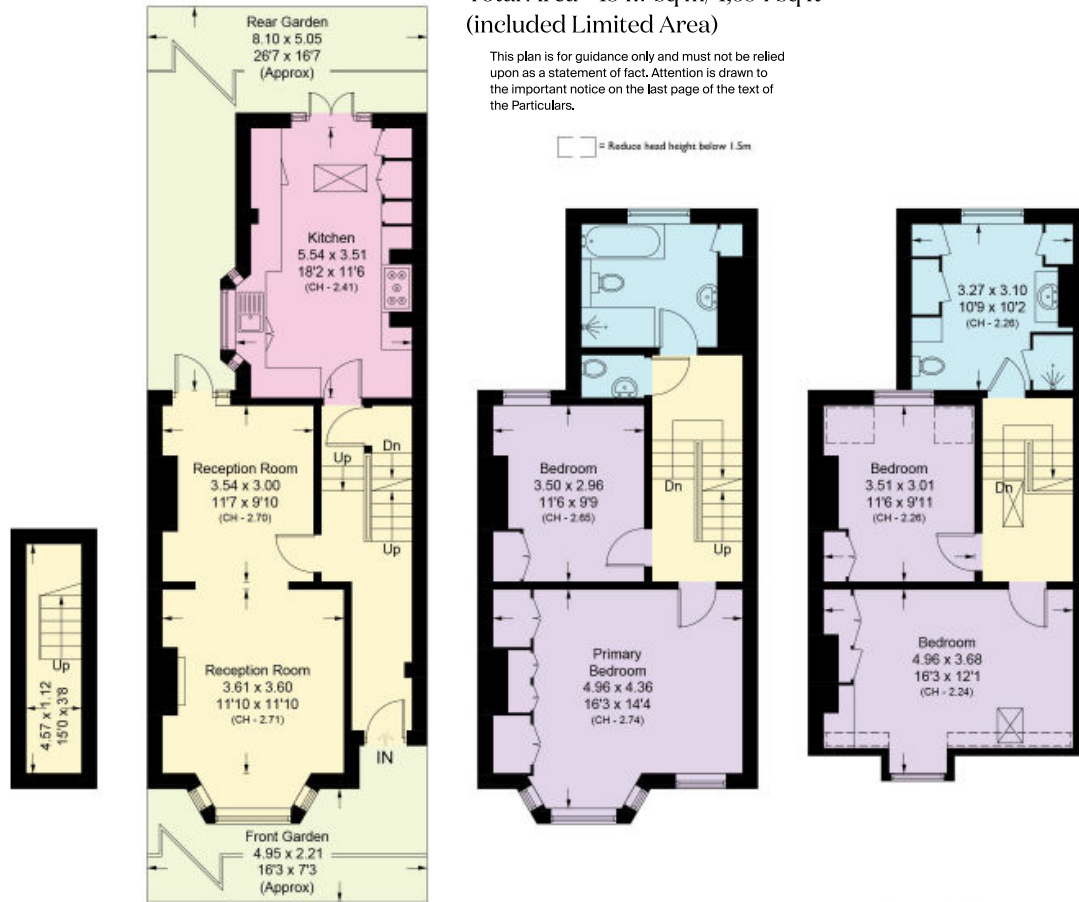 (included Limited Area)
This plan is for guidance only and must not be relied
upon as a statement of fact. Attention is drawn to
the important notice on the last page of the text of
the Particulars.
= Reduce head height below 1.5m
Rear Garden
8.10 x 5.05
26'7 x 16'7
(Approx)
Kitchen
5.54 x 3.51
18'2 x 11'6
(CH - 2.41)
Reception Room
3.54 x 3.00
11'7 x 9'10
(CH - 2.70)
Up
Dn
Up
Reception Room
3.61 x 3.60
11'10 x 11'10
(CH - 2.71)
IN
Front Garden
4.95 x 2.21
16'3 x 7'3
(Approx)
Up
4.57 x 1.12
15'0 x 3'8
Bedroom
3.50 x 2.96
11'6 x 9'9
(CH - 2.65)
Dn
Up
Primary
Bedroom
4.96 x 4.36
16'3 x 14'4
(CH - 2.74)
3.27 x 3.10
10'9 x 10'2
(CH - 2.26)
Bedroom
3.51 x 3.01
11'6 x 9'11
(CH - 2.26)
Dn
Bedroom
4.96 x 3.68
16'3 x 12'1
(CH - 2.24)